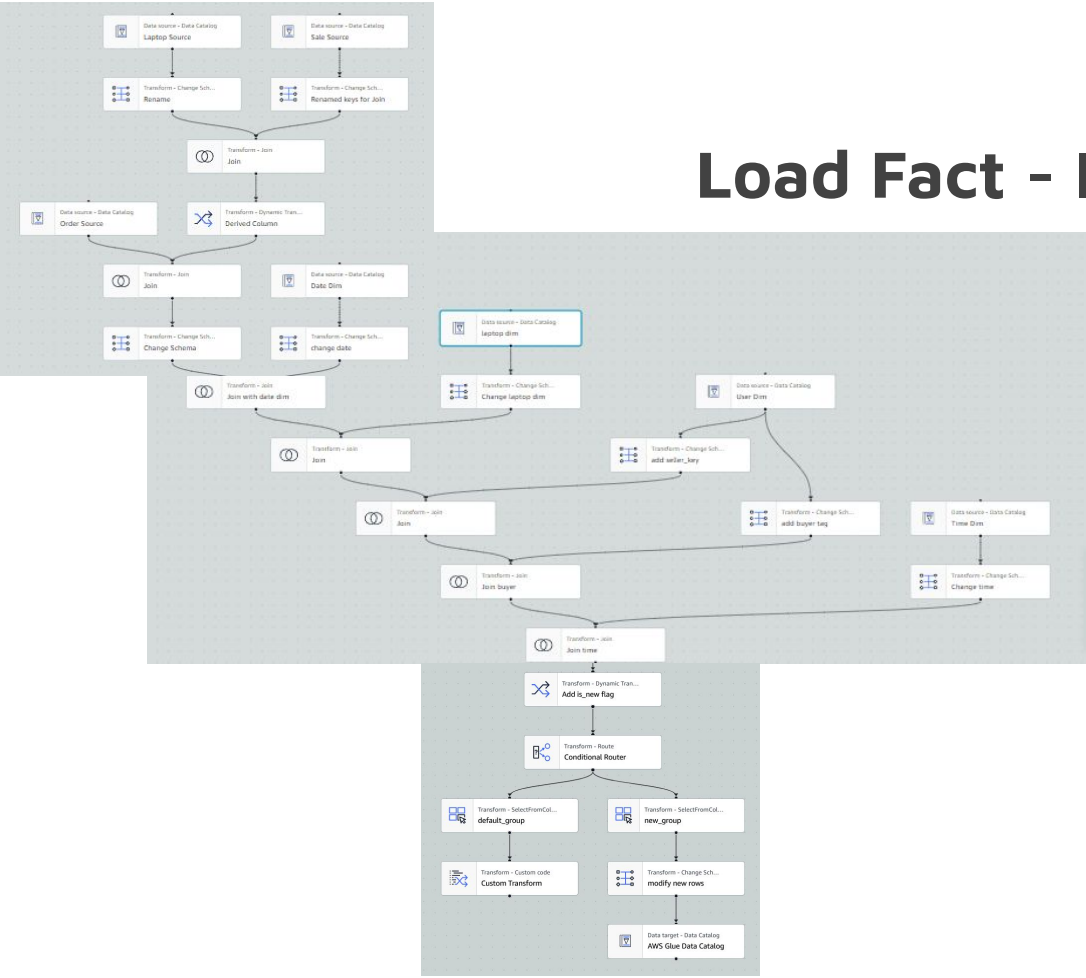 Data source - Data Catalog
Laptop Source
Data source - Data Catalog
Sale Source
Transform - Change Sch...
Rename
Transform - Change Sch...
Renamed keys for Join
Transform - Join
Join
Load Fact -
Data source - Data Catalog
Order Source
Transform - Dynamic Tran...
Derived Column
Transform - Join
Join
Data source - Data Catalog
Date Dim
Data source - Data Catalog
laptop dim
Transform - Change Sch...
Change Schema
Transform - Change Sch...
change date
Transform - Join
Join with date dim
Transform - Change Sch...
Change laptop dim
Data source - Data Catalog
User Dim
Transform - Join
Join
Transform - Change Sch...
add seller_key
Transform - Join
Join
Transform - Change Sch...
add buyer tag
Data source - Data Catalog
Time Dim
Transform - Join
Join buyer
Transform - Change Sch...
Change time
Transform - Join
Join time
Transform - Dynamic Tran...
Add is_new flag
Transform - Route
Conditional Router
Transform - SelectFromCol...
default_group
Transform - SelectFromCol...
new_group
Transform - Custom code
Custom Transform
Transform - Change Sch...
modify new rows
Data target - Data Catalog
AWS Glue Data Catalog